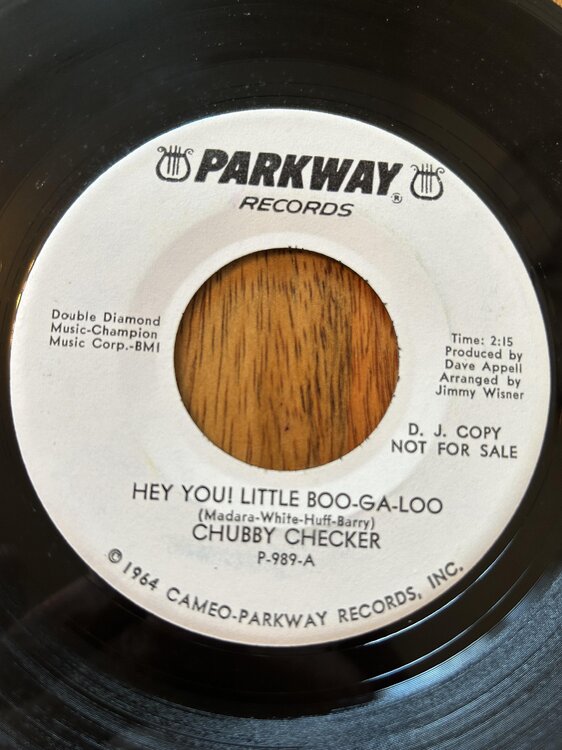 PARKWAY®
RECORDS
Double Diamond
Music-Champion
Music Corp.-BMI
Time: 2:15
Produced by
Dave Appell
Arranged by
Jimmy Wisner
D. J. COPY
NOT FOR SALE
HEY YOU! LITTLE BOO-GA-LOO
(Madara-White-Huff-Barry)
CHUBBY CHECKER
P-989-A
© 1964 CAMEO-PARKWAY RECORDS, INC.